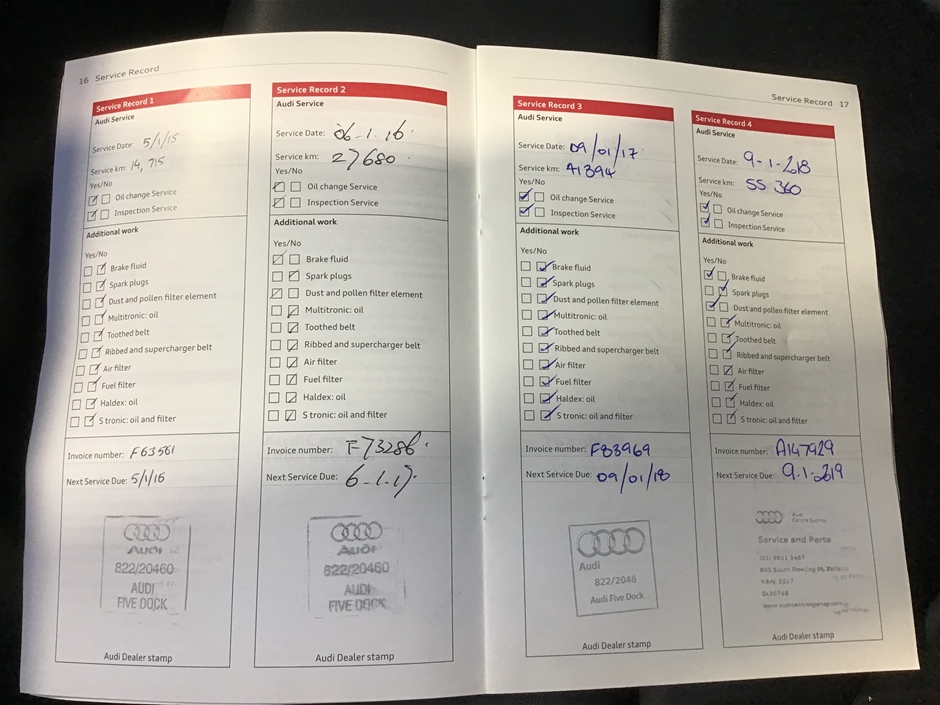 16 Service Record
Service Record 1
Audi Service
Service Date: 5/1/15
Service km: 14,715
Yes/No
Oil change Service
Inspection Service
Additional work
Yes/No
Brake fluid
Spark plugs
Dust and pollen filter element
Multitronic: oil
Toothed belt
Ribbed and supercharger belt
Air filter
Fuel filter
Haldex: oil
S tronic: oil and filter
Invoice number: F63561
Next Service Due: 5/1/16
Audi
822/20460
AUDI
FIVE DOCK
Audi Dealer stamp
Service Record 2
Audi Service
Service Date: 06-1.16.
Service km: 27680.
Yes/No
Oil change Service
Inspection Service
Additional work
Yes/No
Brake fluid
Spark plugs
Dust and pollen filter element
Multitronic: oil
Toothed belt
Ribbed and supercharger belt
Air filter
Fuel filter
Haldex: oil
S tronic: oil and filter
Invoice number: F73286.
Next Service Due: 6-1.17.
Audi
822/20460
AUDI
FIVE DOCK
Audi Dealer stamp
Service Record 17
Service Record 3
Audi Service
Service Date: 09/01/17
Service km: 41394
Yes/No
Oil change Service
Inspection Service
Additional work
Yes/No
Brake fluid
Spark plugs
Dust and pollen filter element
Multitronic: oil
Toothed belt
Ribbed and supercharger belt
Air filter
Fuel filter
Haldex: oil
S tronic: oil and filter
Invoice number: F83969
Next Service Due: 09/01/18
Audi
822/2046
Audi Five Dock
Audi Dealer stamp
Service Record 4
Audi Service
Service Date: 9-1-2018
Service km: 55 360
Yes/No
Oil change Service
Inspection Service
Additional work
Yes/No
Brake fluid
Spark plugs
Dust and pollen filter element
Multitronic: oil
Toothed belt
Ribbed and supercharger belt
Air filter
Fuel filter
Haldex: oil
S tronic: oil and filter
Invoice number: A147929
Next Service Due: 9-1-2019
Audi
Centre Sydney
Service and Parts
South Dowling St,
NSW, 2017
Audi Dealer stamp